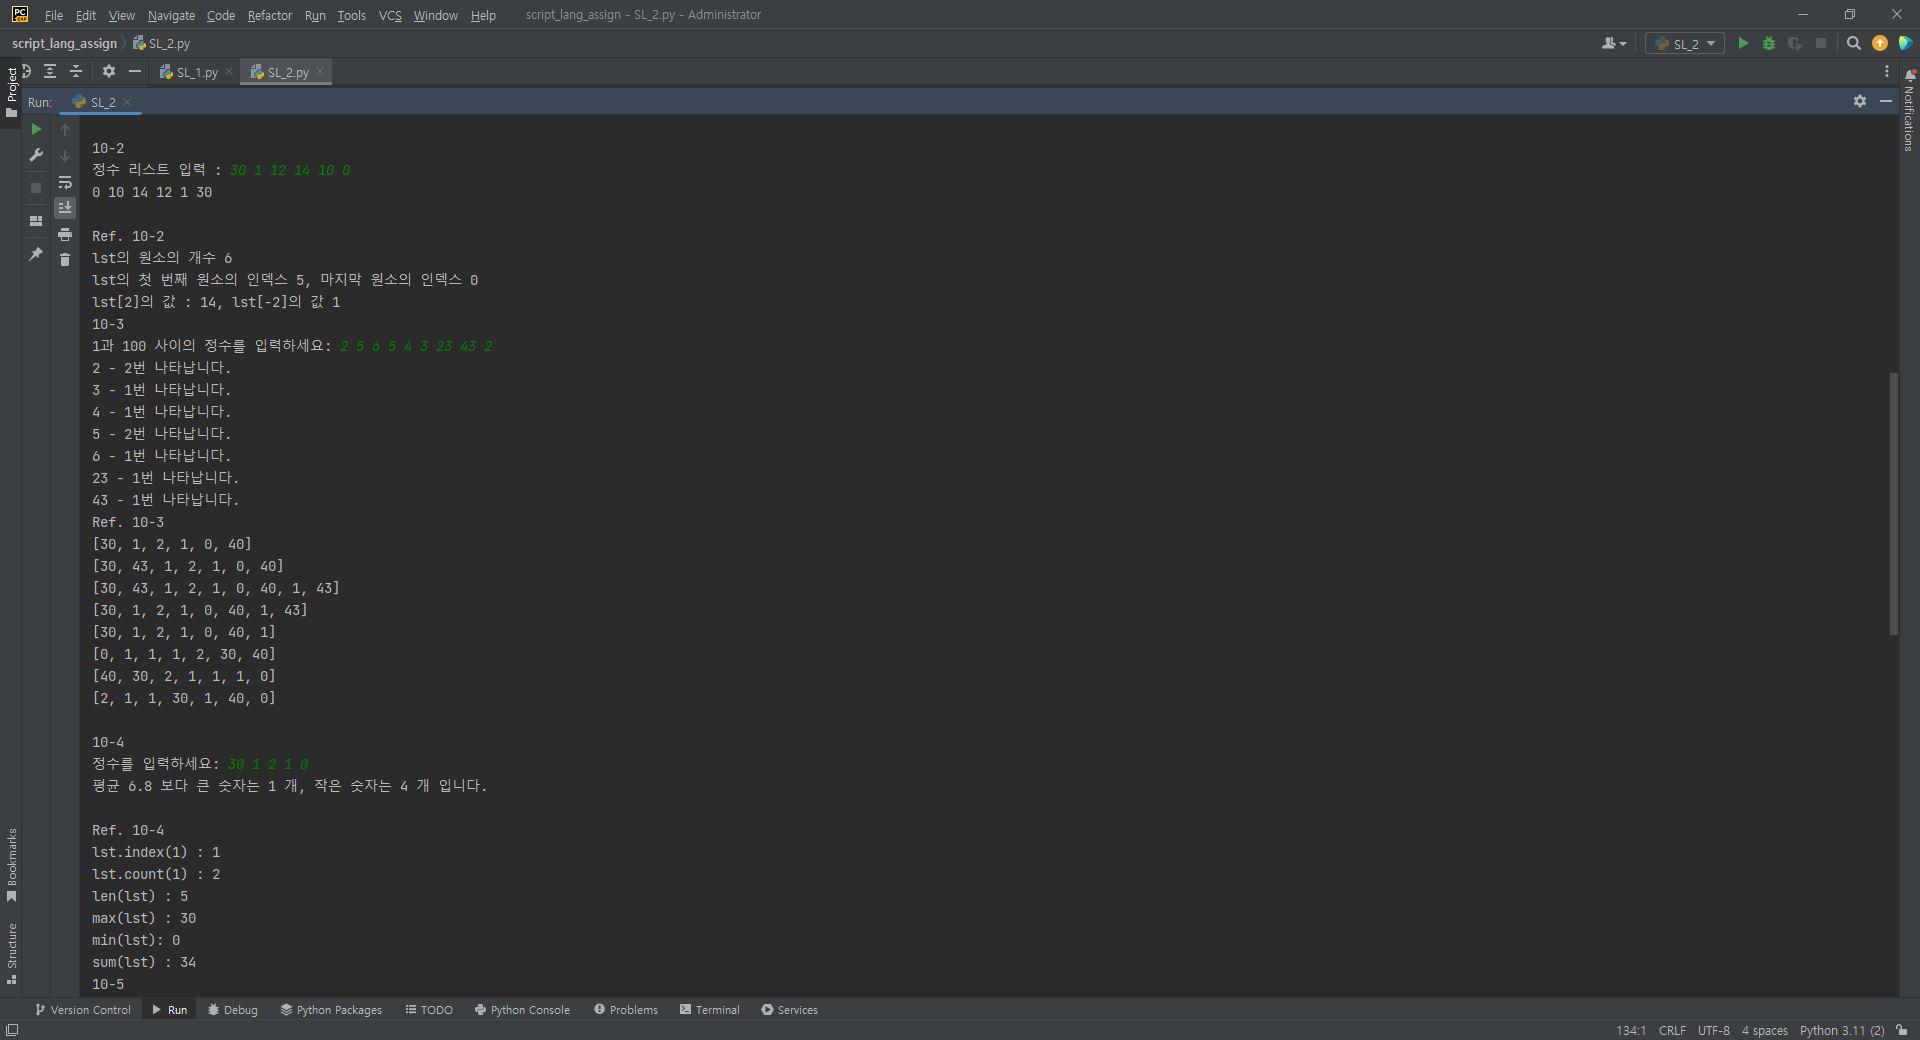 File Edit View Navigate Code Refactor Run Tools VCS Window Help script_lang_assign - SL_2.py - Administrator
script_lang_assign SL_2.py SL_2
Project
SL_1.py SL_2.py
Notifications
Run: SL_2
10-2
정수 리스트 입력 : 30 1 12 14 10 0
0 10 14 12 1 30
Ref. 10-2
lst의 원소의 개수 6
lst의 첫 번째 원소의 인덱스 5, 마지막 원소의 인덱스 0
lst[2]의 값 : 14, lst[-2]의 값 1
10-3
1과 100 사이의 정수를 입력하세요: 2 5 6 5 4 3 23 43 2
2 - 2번 나타납니다.
3 - 1번 나타납니다.
4 - 1번 나타납니다.
5 - 2번 나타납니다.
6 - 1번 나타납니다.
23 - 1번 나타납니다.
43 - 1번 나타납니다.
Ref. 10-3
[30, 1, 2, 1, 0, 40]
[30, 43, 1, 2, 1, 0, 40]
[30, 43, 1, 2, 1, 0, 40, 1, 43]
[30, 1, 2, 1, 0, 40, 1, 43]
[30, 1, 2, 1, 0, 40, 1]
[0, 1, 1, 1, 2, 30, 40]
[40, 30, 2, 1, 1, 1, 0]
[2, 1, 1, 30, 1, 40, 0]
10-4
정수를 입력하세요: 30 1 2 1 0
평균 6.8 보다 큰 숫자는 1 개, 작은 숫자는 4 개 입니다.
Ref. 10-4
lst.index(1) : 1
lst.count(1) : 2
len(lst) : 5
max(lst) : 30
min(lst): 0
sum(lst) : 34
10-5
Bookmarks
Structure
Version Control Run Debug Python Packages TODO Python Console Problems Terminal Services
134:1 CRLF UTF-8 4 spaces Python 3.11 (2)